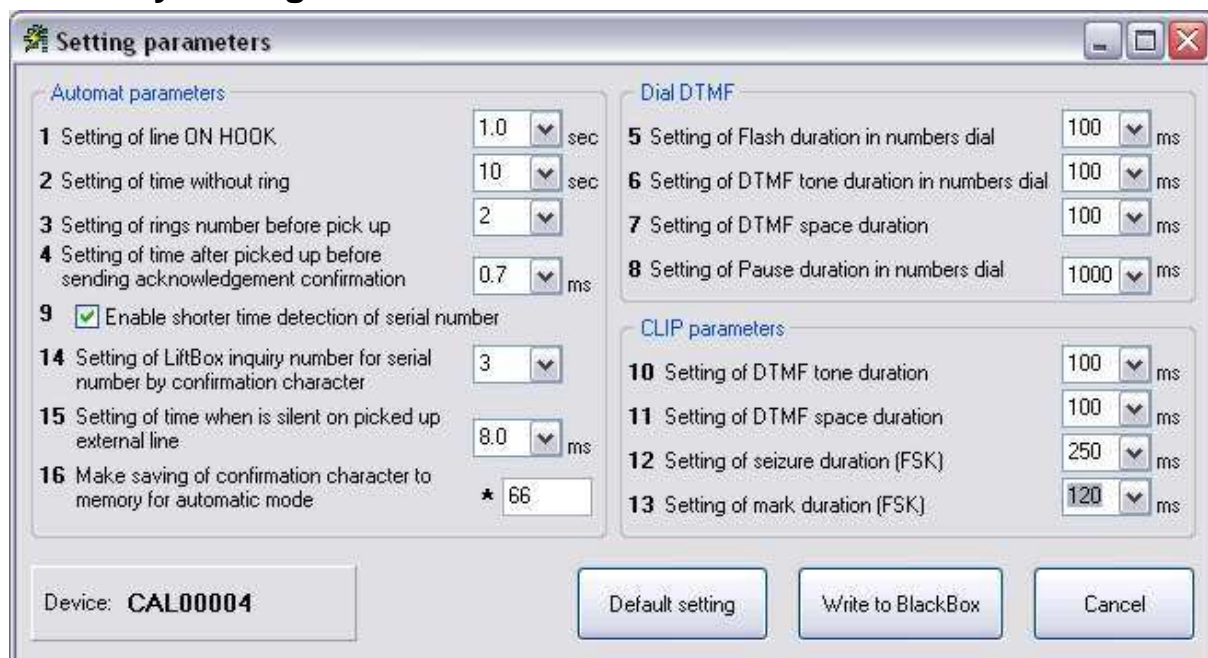 Setting parameters
Automat parameters
1 Setting of line ON HOOK 1.0 sec
2 Setting of time without ring 10 sec
3 Setting of rings number before pick up 2
4 Setting of time after picked up before
sending acknowledgement confirmation 0.7 ms
9 Enable shorter time detection of serial number
14 Setting of LiftBox inquiry number for serial 3
number by confirmation character
15 Setting of time when is silent on picked up
external line 8.0 ms
16 Make saving of confirmation character to
memory for automatic mode * 66
Dial DTMF
5 Setting of Flash duration in numbers dial 100 ms
6 Setting of DTMF tone duration in numbers dial 100 ms
7 Setting of DTMF space duration 100 ms
8 Setting of Pause duration in numbers dial 1000 ms
CLIP parameters
10 Setting of DTMF tone duration 100 ms
11 Setting of DTMF space duration 100 ms
12 Setting of seizure duration (FSK) 250 ms
13 Setting of mark duration (FSK) 120 ms
Device: CAL00004
Default setting
Write to BlackBox
Cancel